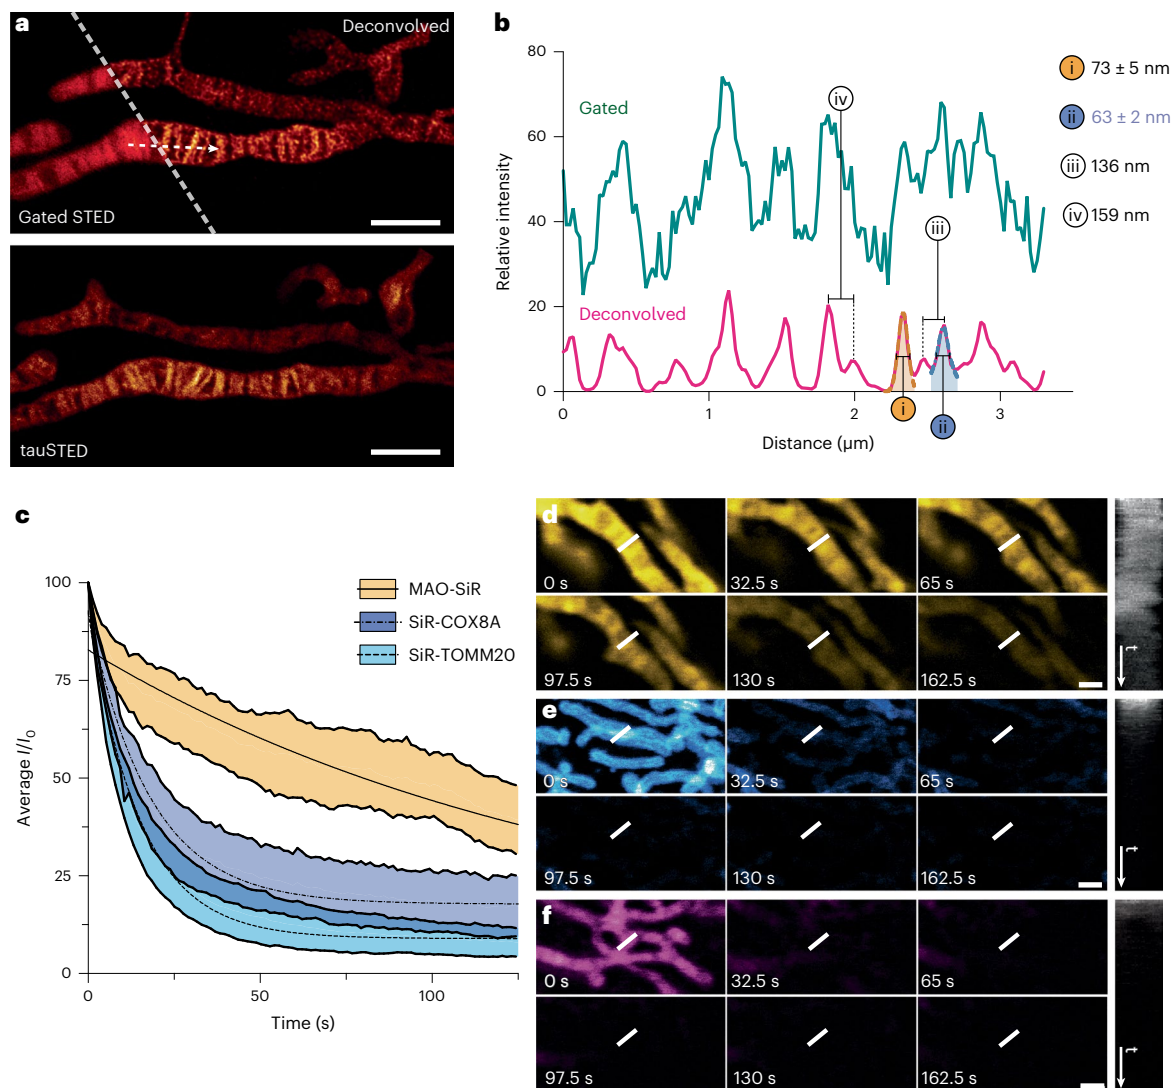 a
Deconvolved
Gated STED
tauSTED
b
80
60
40
20
0
Relative intensity
Gated
Deconvolved
iv
iii
i
ii
0
1
2
3
Distance (µm)
i 73 ± 5 nm
ii 63 ± 2 nm
iii 136 nm
iv 159 nm
c
100
75
50
25
0
Average I/I0
MAO-SiR
SiR-COX8A
SiR-TOMM20
0
50
100
Time (s)
d
0 s
32.5 s
65 s
97.5 s
130 s
162.5 s
t
e
0 s
32.5 s
65 s
97.5 s
130 s
162.5 s
t
f
0 s
32.5 s
65 s
97.5 s
130 s
162.5 s
t